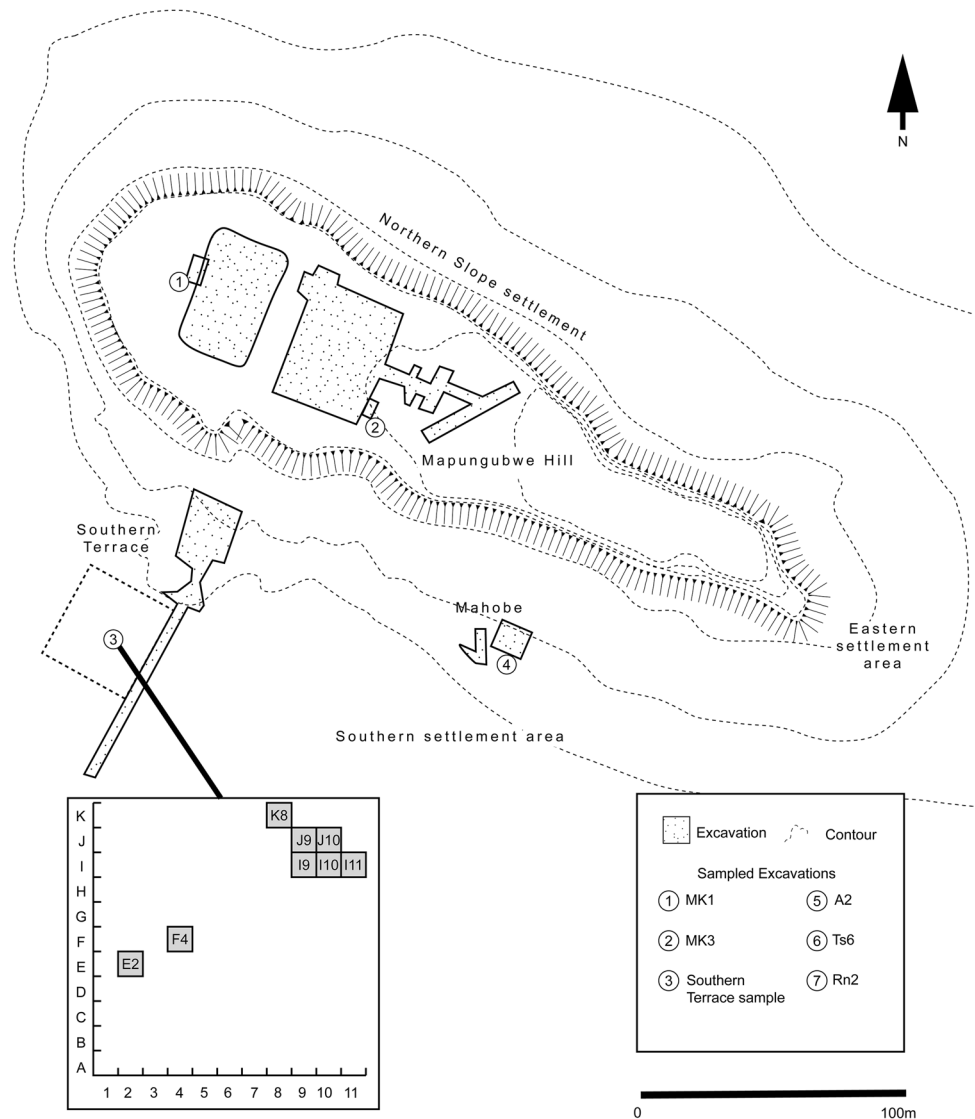 N
Northern Slope settlement
1
2
Mapungubwe Hill
Southern
Terrace
3
Mahobe
4
Eastern
settlement
area
Southern settlement area
K
J
I
H
G
F
E
D
C
B
A
K8
J9 J10
I9 I10 I11
F4
E2
1 2 3 4 5 6 7 8 9 10 11
Excavation
Contour
Sampled Excavations
1 MK1
5 A2
2 MK3
6 Ts6
3 Southern
Terrace sample
7 Rn2
0 100m